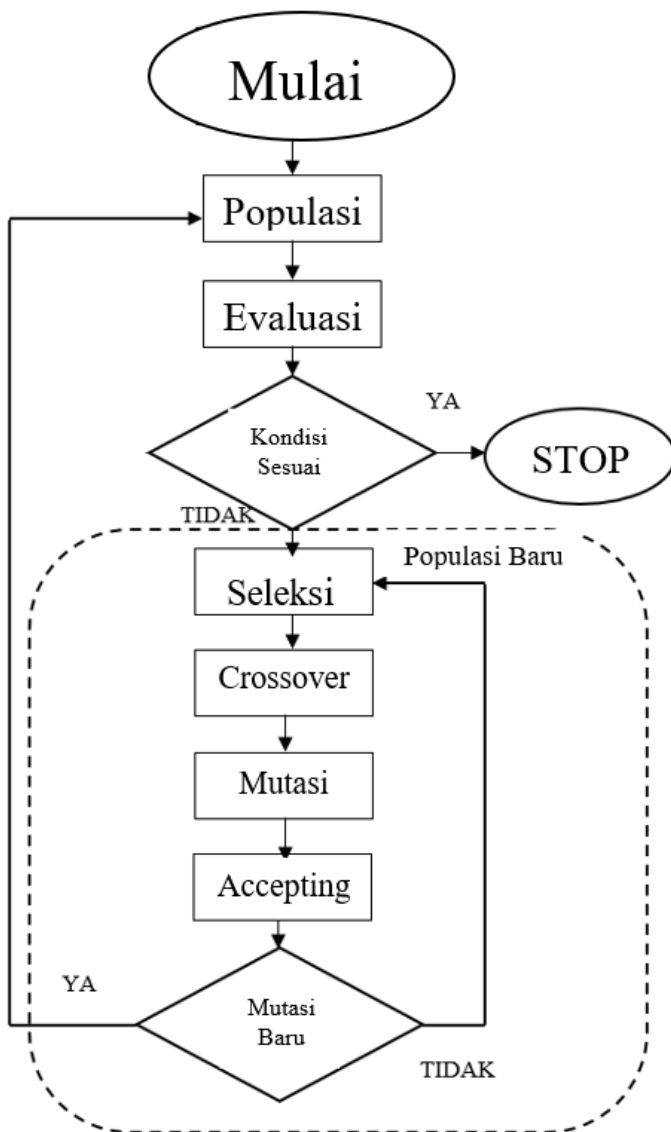 Mulai
Populasi
Evaluasi
YA
Kondisi
Sesuai
STOP
TIDAK
Populasi Baru
Seleksi
Crossover
Mutasi
Accepting
YA
Mutasi
Baru
TIDAK